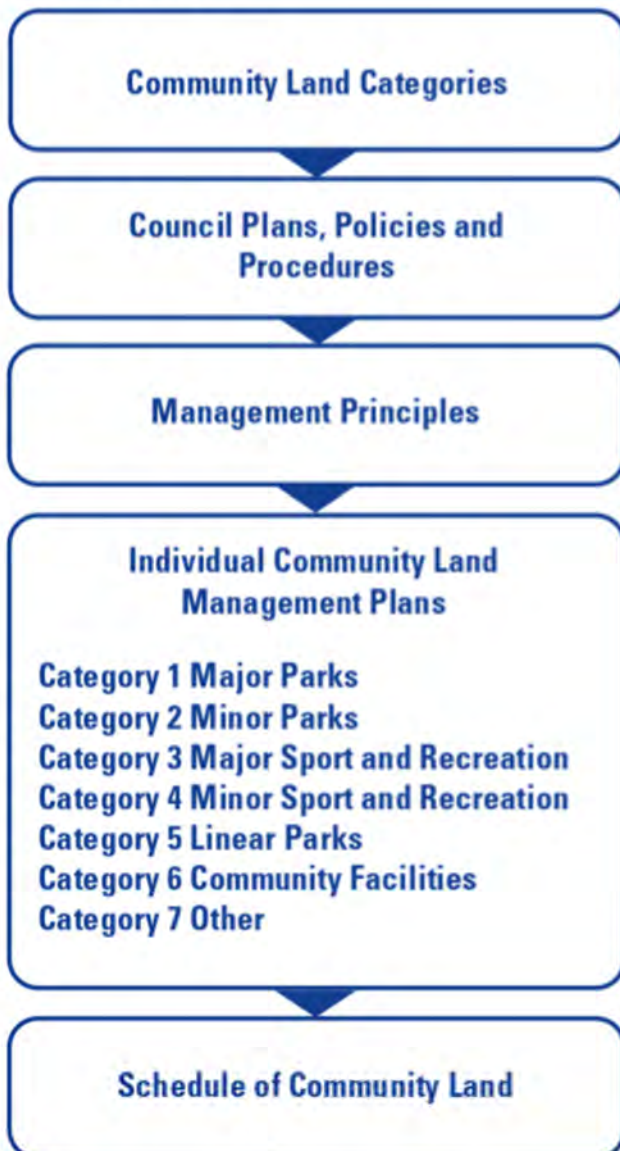 Community Land Categories
Council Plans, Policies and
Procedures
Management Principles
Individual Community Land
Management Plans
Category 1 Major Parks
Category 2 Minor Parks
Category 3 Major Sport and Recreation
Category 4 Minor Sport and Recreation
Category 5 Linear Parks
Category 6 Community Facilities
Category 7 Other
Schedule of Community Land